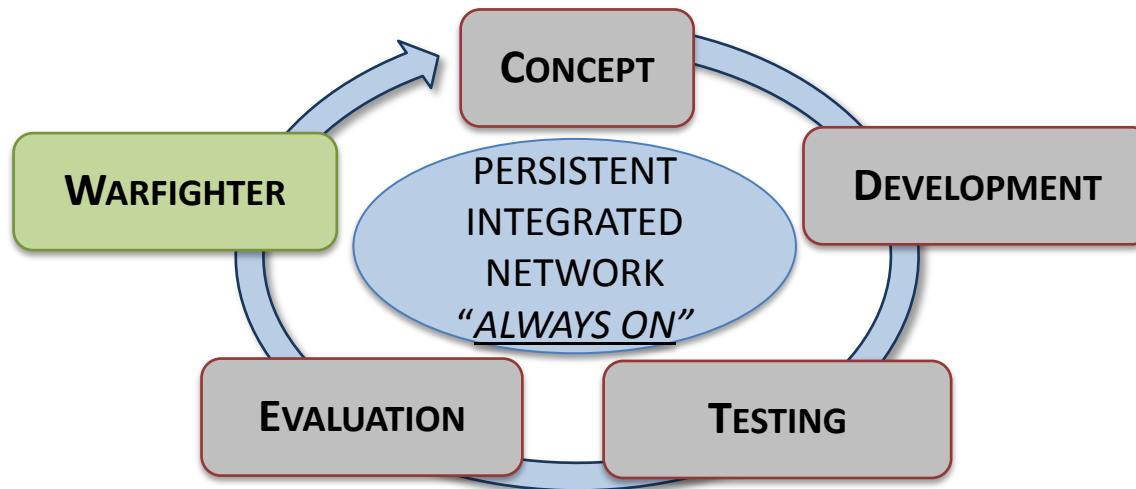 CONCEPT
WARFIGHTER
DEVELOPMENT
PERSISTENT
INTEGRATED
NETWORK
“ALWAYS ON”
EVALUATION
TESTING